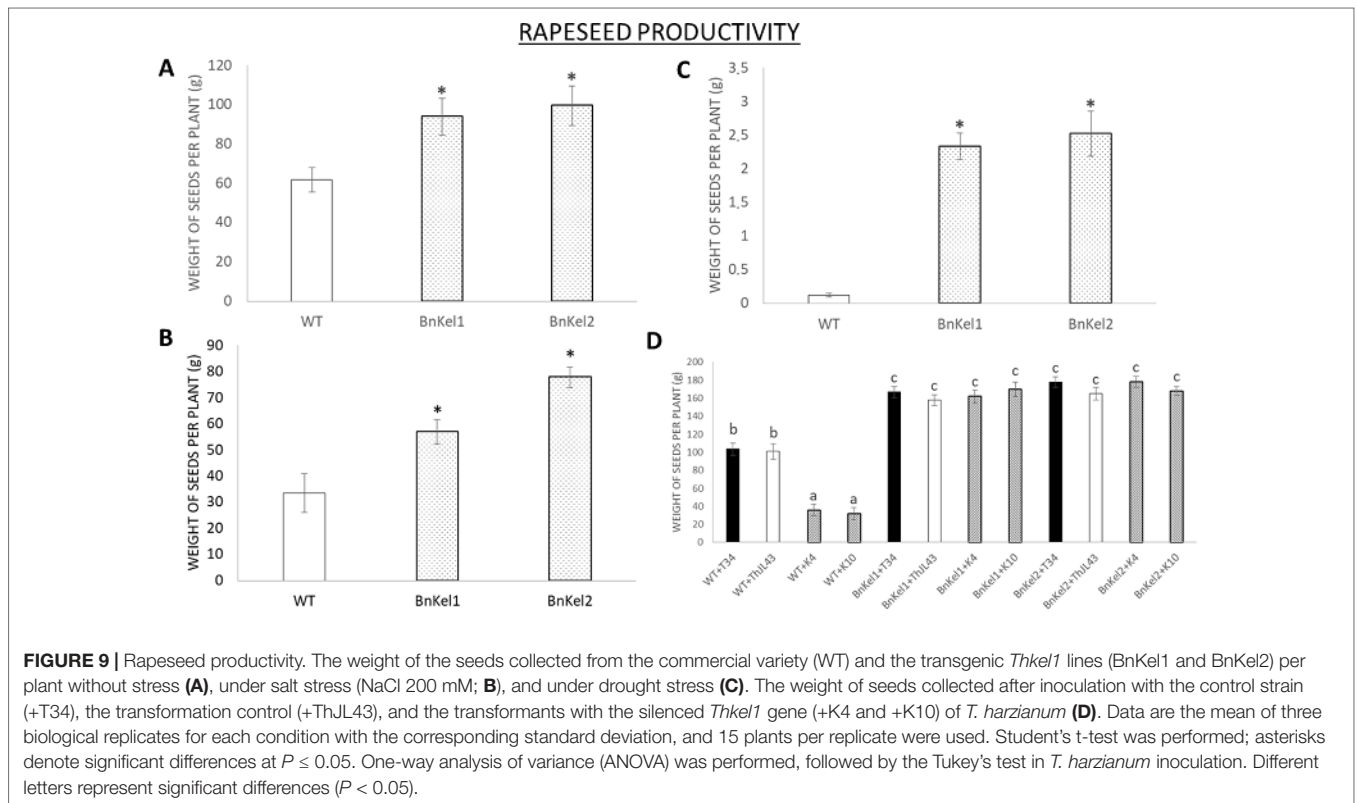 RAPESEED PRODUCTIVITY
A
WEIGHT OF SEEDS PER PLANT (g)
120
100
80
60
40
20
0
*
*
WT
BnKel1
BnKel2
C
WEIGHT OF SEEDS PER PLANT (g)
3,5
3
2,5
2
1,5
1
0,5
0
*
*
WT
BnKel1
BnKel2
B
WEIGHT OF SEEDS PER PLANT (g)
90
80
70
60
50
40
30
20
10
0
*
*
WT
BnKel1
BnKel2
D
WEIGHT OF SEEDS PER PLANT (g)
200
180
160
140
120
100
80
60
40
20
0
b
b
a
a
c
c
c
c
c
c
c
c
WT+T34
WT+ThJL43
WT+K4
WT+K10
BnKel1+T34
BnKel1+ThJL43
BnKel1+K4
BnKel1+K10
BnKel2+T34
BnKel2+ThJL43
BnKel2+K4
BnKel2+K10
FIGURE 9 | Rapeseed productivity. The weight of the seeds collected from the commercial variety (WT) and the transgenic Thkel1 lines (BnKel1 and BnKel2) per
plant without stress (A), under salt stress (NaCl 200 mM; B), and under drought stress (C). The weight of seeds collected after inoculation with the control strain
(+T34), the transformation control (+ThJL43), and the transformants with the silenced Thkel1 gene (+K4 and +K10) of T. harzianum (D). Data are the mean of three
biological replicates for each condition with the corresponding standard deviation, and 15 plants per replicate were used. Student's t-test was performed; asterisks
denote significant differences at P ≤ 0.05. One-way analysis of variance (ANOVA) was performed, followed by the Tukey's test in T. harzianum inoculation. Different
letters represent significant differences (P < 0.05).